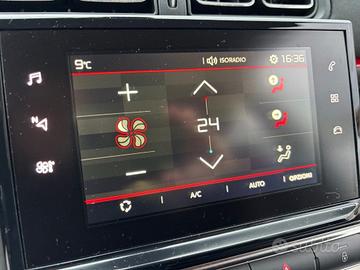 9°C ISORADIO 16:36
24
A/C AUTO OPZIONI